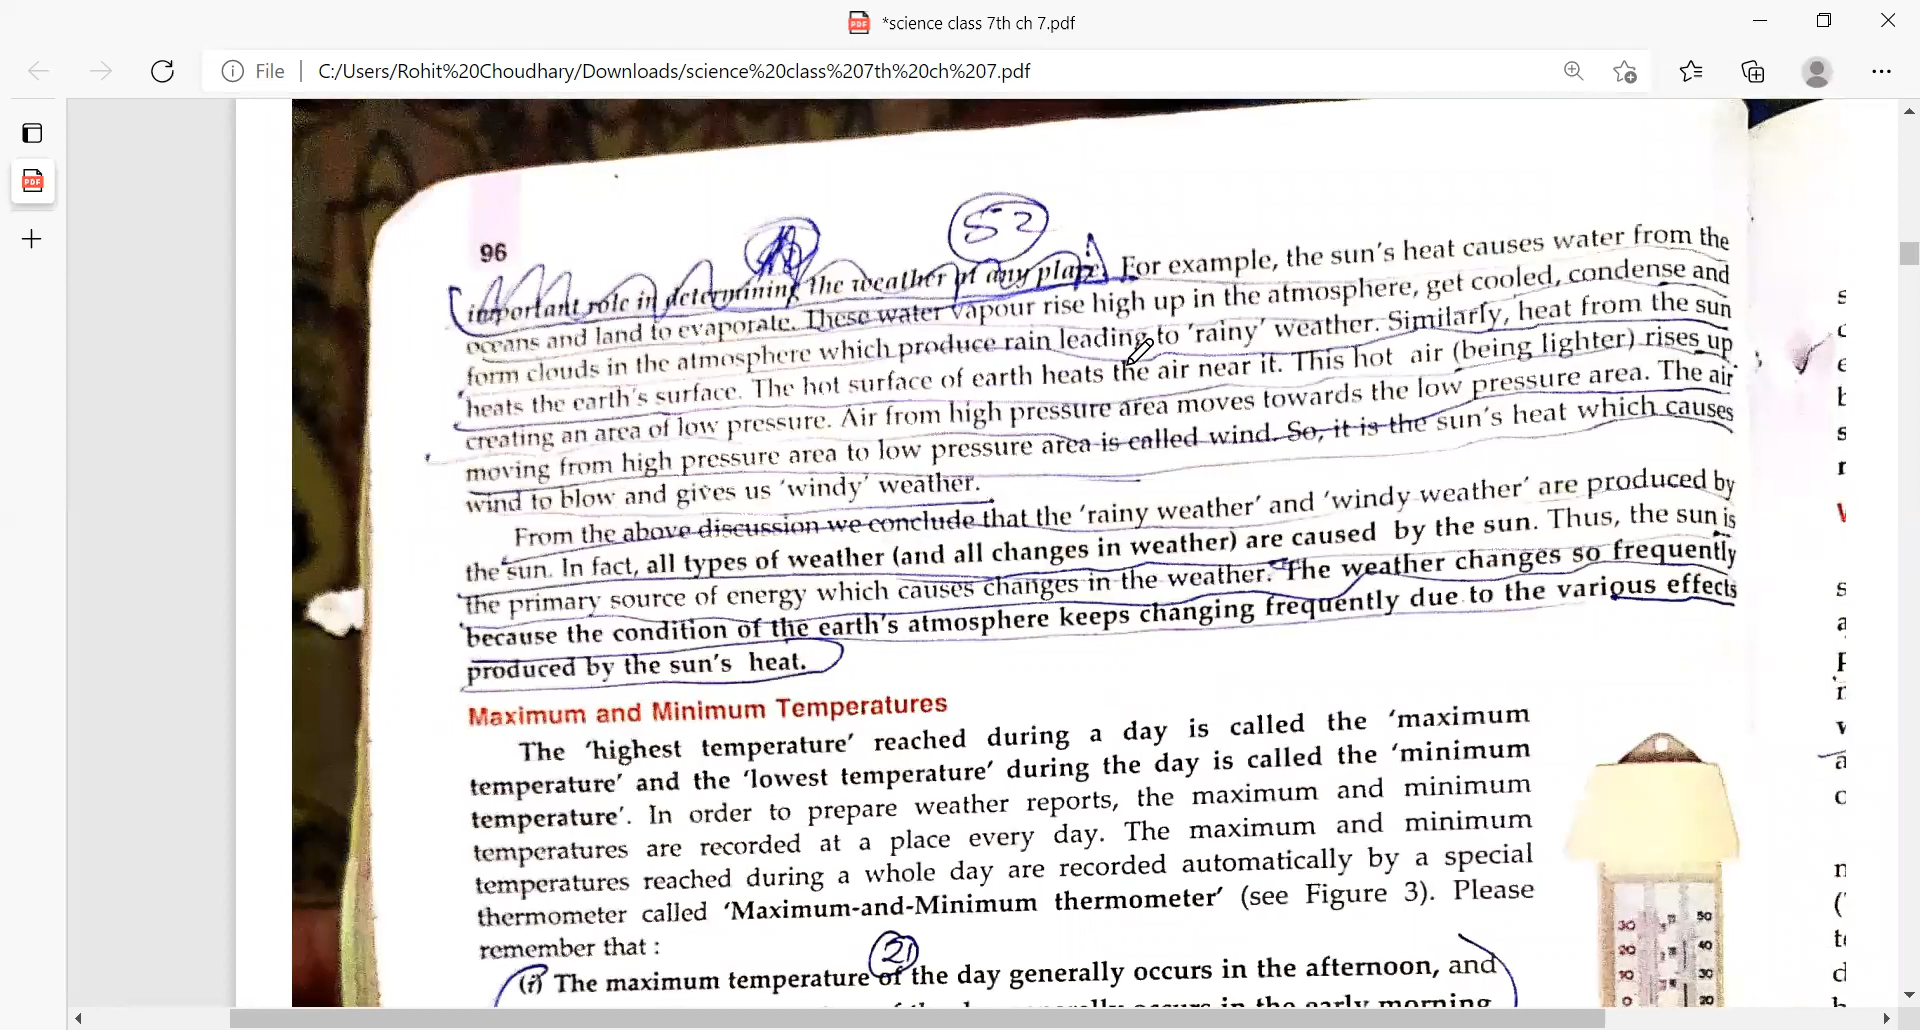 *science class 7th ch 7.pdf
File
C:/Users/Rohit%20Choudhary/Downloads/science%20class%207th%20ch%207.pdf
96
52
important role in determining the weather of any place. For example, the sun's heat causes water from the
oceans and land to evaporate. These water vapour rise high up in the atmosphere, get cooled, condense and
form clouds in the atmosphere which produce rain leading to 'rainy' weather. Similarly, heat from the sun
heats the earth's surface. The hot surface of earth heats the air near it. This hot air (being lighter) rises up
creating an area of low pressure. Air from high pressure area moves towards the low pressure area. The air
moving from high pressure area to low pressure area is called wind. So, it is the sun's heat which causes
wind to blow and gives us 'windy' weather.
From the above discussion we conclude that the 'rainy weather' and 'windy weather' are produced by
the sun. In fact, all types of weather (and all changes in weather) are caused by the sun. Thus, the sun is
the primary source of energy which causes changes in the weather. The weather changes so frequently
because the condition of the earth's atmosphere keeps changing frequently due to the various effects
produced by the sun's heat.
Maximum and Minimum Temperatures
The 'highest temperature' reached during a day is called the 'maximum
temperature' and the 'lowest temperature' during the day is called the 'minimum
temperature'. In order to prepare weather reports, the maximum and minimum
temperatures are recorded at a place every day. The maximum and minimum
temperatures reached during a whole day are recorded automatically by a special
thermometer called 'Maximum-and-Minimum thermometer' (see Figure 3). Please
remember that :
21
(i) The maximum temperature of the day generally occurs in the afternoon, and
occurs in the early morning
30 50
20 40
10 30
0 20